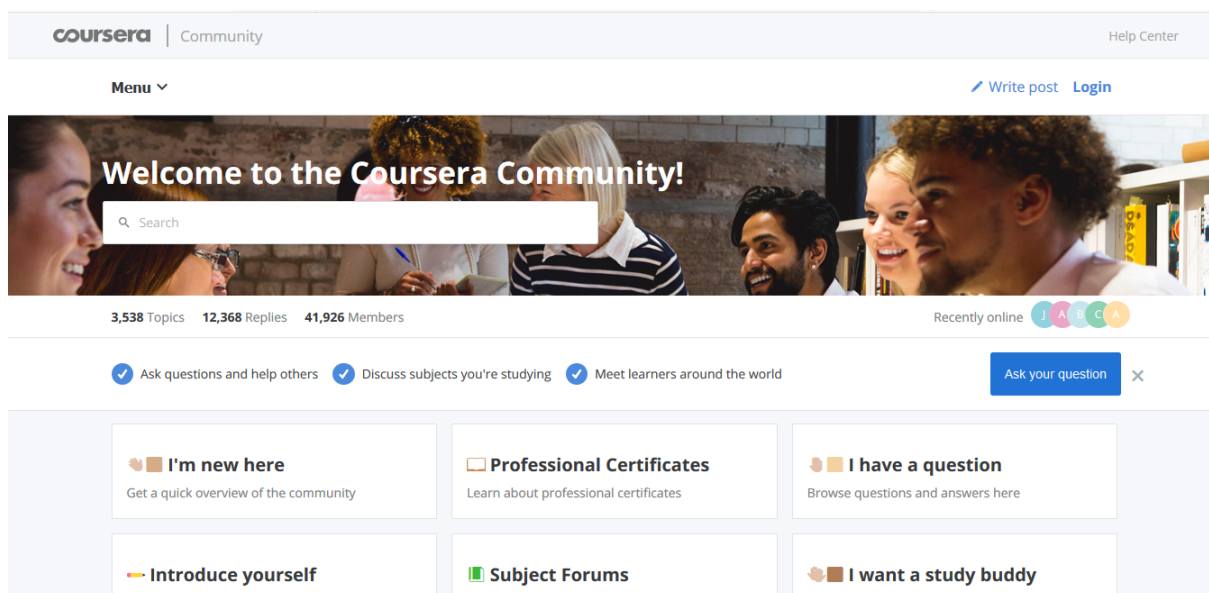 coursera | Community
Help Center
Menu
Write post Login
Welcome to the Coursera Community!
Search
3,538 Topics 12,368 Replies 41,926 Members
Recently online J A B C A
Ask questions and help others Discuss subjects you're studying Meet learners around the world
Ask your question
I'm new here
Get a quick overview of the community
Professional Certificates
Learn about professional certificates
I have a question
Browse questions and answers here
Introduce yourself
Subject Forums
I want a study buddy